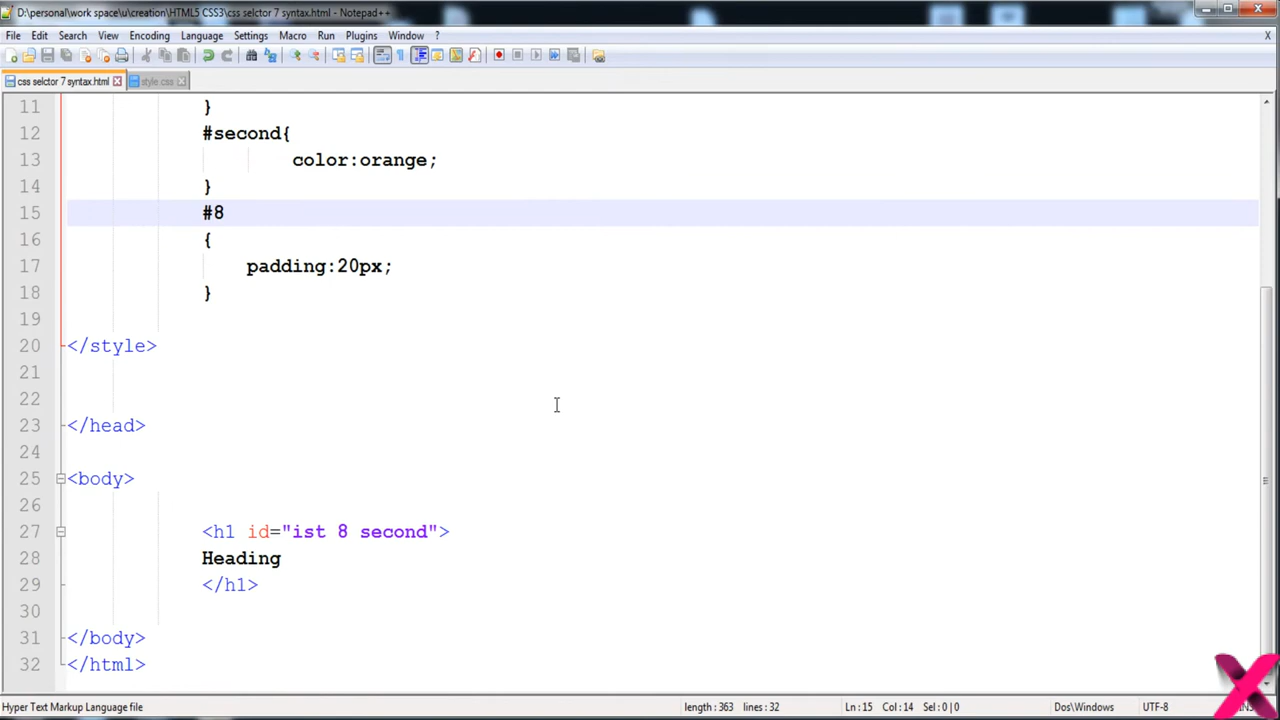 D:\personal\work space\u\creation\HTML5 CSS3\css selctor 7 syntax.html - Notepad++
File Edit Search View Encoding Language Settings Macro Run Plugins Window ? X
css selctor 7 syntax.html style.css
11 }
12 #second{
13 color:orange;
14 }
15 #8
16 {
17 padding:20px;
18 }
19
20 </style>
21
22
23 </head>
24
25 <body>
26
27 <h1 id="ist 8 second">
28 Heading
29 </h1>
30
31 </body>
32 </html>
Hyper Text Markup Language file length : 363 lines : 32 Ln : 15 Col : 14 Sel : 0 | 0 Dos\Windows UTF-8